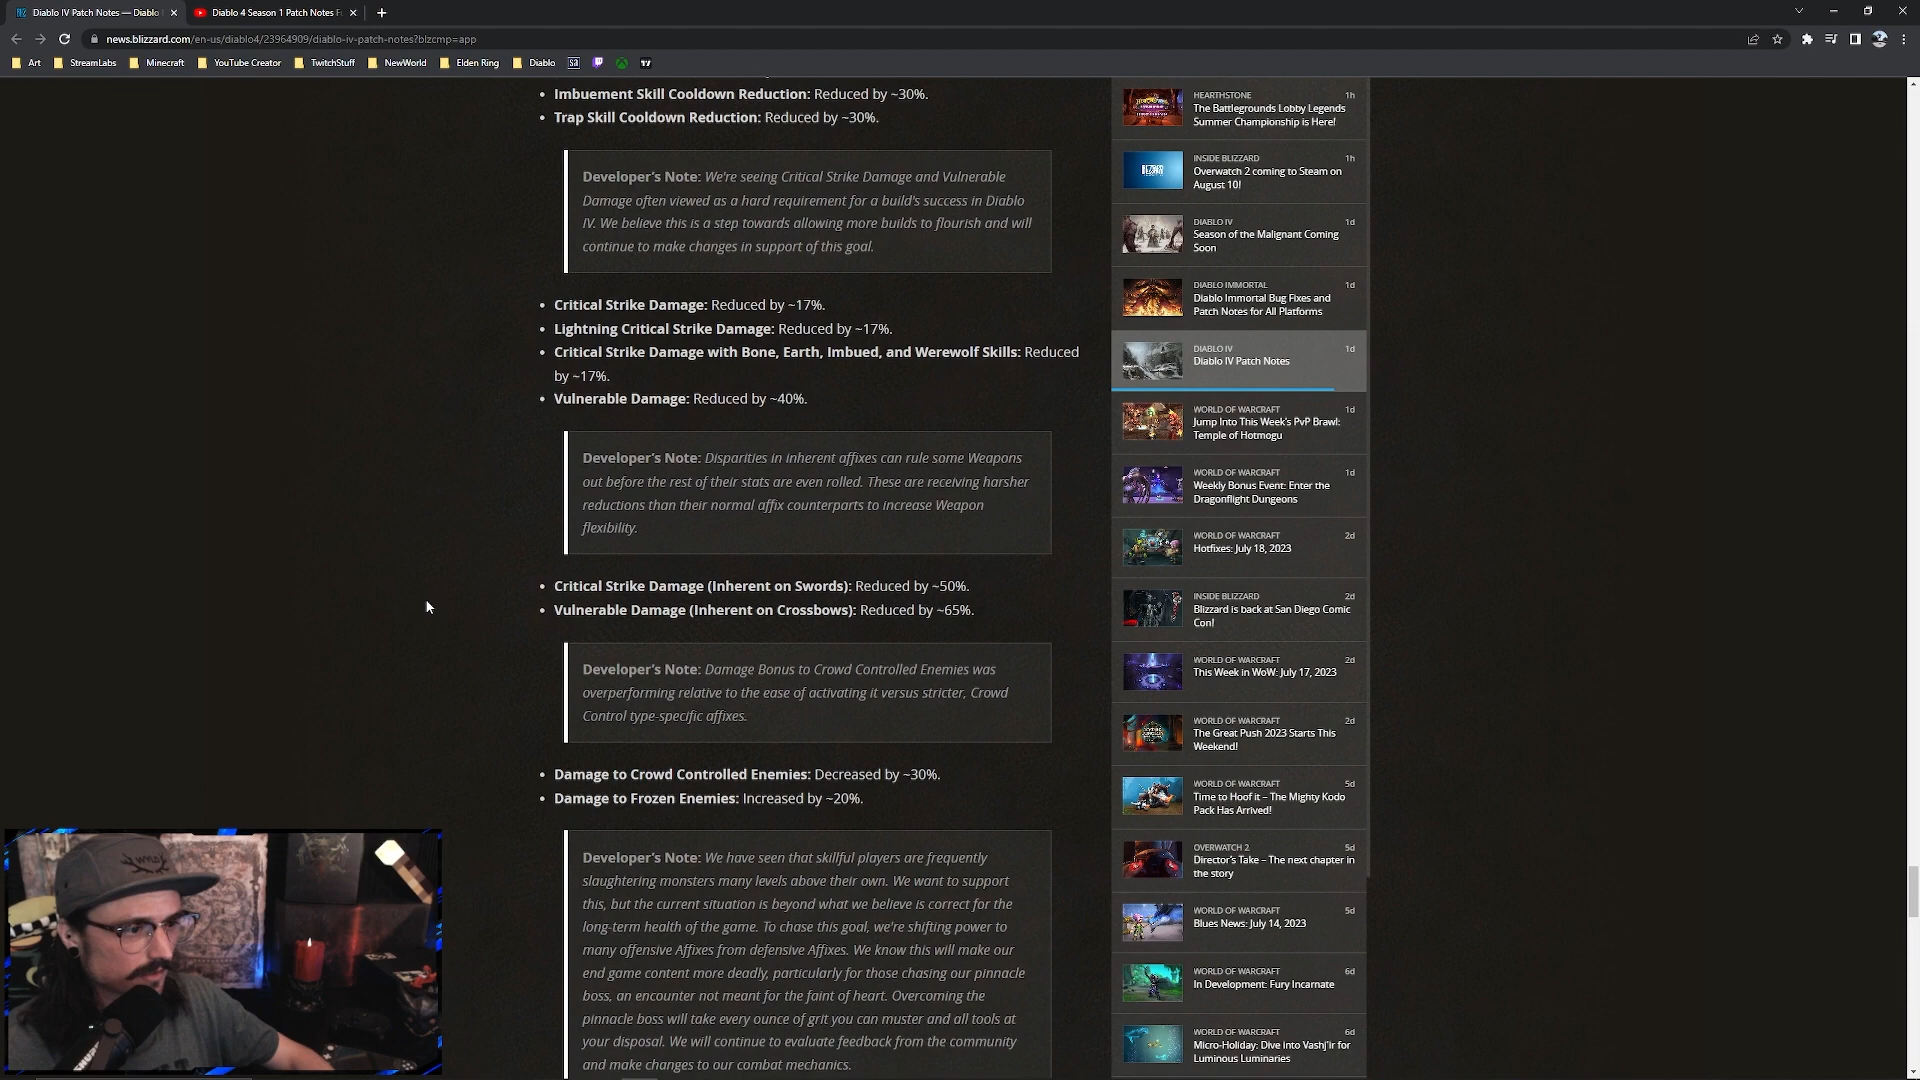 Diablo IV Patch Notes — Diablo
Diablo 4 Season 1 Patch Notes F
news.blizzard.com/en-us/diablo4/23964909/diablo-iv-patch-notes?blzcmp=app
Art
StreamLabs
Minecraft
YouTube Creator
TwitchStuff
NewWorld
Elden Ring
Diablo
• Imbuement Skill Cooldown Reduction: Reduced by ~30%.
• Trap Skill Cooldown Reduction: Reduced by ~30%.
Developer's Note: We're seeing Critical Strike Damage and Vulnerable
Damage often viewed as a hard requirement for a build's success in Diablo
IV. We believe this is a step towards allowing more builds to flourish and will
continue to make changes in support of this goal.
• Critical Strike Damage: Reduced by ~17%.
• Lightning Critical Strike Damage: Reduced by ~17%.
• Critical Strike Damage with Bone, Earth, Imbued, and Werewolf Skills: Reduced
by ~17%.
• Vulnerable Damage: Reduced by ~40%.
Developer's Note: Disparities in inherent affixes can rule some Weapons
out before the rest of their stats are even rolled. These are receiving harsher
reductions than their normal affix counterparts to increase Weapon
flexibility.
• Critical Strike Damage (Inherent on Swords): Reduced by ~50%.
• Vulnerable Damage (Inherent on Crossbows): Reduced by ~65%.
Developer's Note: Damage Bonus to Crowd Controlled Enemies was
overperforming relative to the ease of activating it versus stricter, Crowd
Control type-specific affixes.
• Damage to Crowd Controlled Enemies: Decreased by ~30%.
• Damage to Frozen Enemies: Increased by ~20%.
Developer's Note: We have seen that skillful players are frequently
slaughtering monsters many levels above their own. We want to support
this, but the current situation is beyond what we believe is correct for the
long-term health of the game. To chase this goal, we're shifting power to
many offensive Affixes from defensive Affixes. We know this will make our
end game content more deadly, particularly for those chasing our pinnacle
boss, an encounter not meant for the faint of heart. Overcoming the
pinnacle boss will take every ounce of grit you can muster and all tools at
your disposal. We will continue to evaluate feedback from the community
and make changes to our combat mechanics.
HEARTHSTONE 1h
The Battlegrounds Lobby Legends
Summer Championship is Here!
INSIDE BLIZZARD 1h
Overwatch 2 coming to Steam on
August 10!
DIABLO IV 1d
Season of the Malignant Coming
Soon
DIABLO IMMORTAL 1d
Diablo Immortal Bug Fixes and
Patch Notes for All Platforms
DIABLO IV 1d
Diablo IV Patch Notes
WORLD OF WARCRAFT 1d
Jump Into This Week's PvP Brawl:
Temple of Hotmogu
WORLD OF WARCRAFT 1d
Weekly Bonus Event: Enter the
Dragonflight Dungeons
WORLD OF WARCRAFT 2d
Hotfixes: July 18, 2023
INSIDE BLIZZARD 2d
Blizzard is back at San Diego Comic
Con!
WORLD OF WARCRAFT 2d
This Week in WoW: July 17, 2023
WORLD OF WARCRAFT 2d
The Great Push 2023 Starts This
Weekend!
WORLD OF WARCRAFT 5d
Time to Hoof it – The Mighty Kodo
Pack Has Arrived!
OVERWATCH 2 5d
Director's Take – The next chapter in
the story
WORLD OF WARCRAFT 5d
Blues News: July 14, 2023
WORLD OF WARCRAFT 6d
In Development: Fury Incarnate
WORLD OF WARCRAFT 6d
Micro-Holiday: Dive into Vashj'ir for
Luminous Luminaries